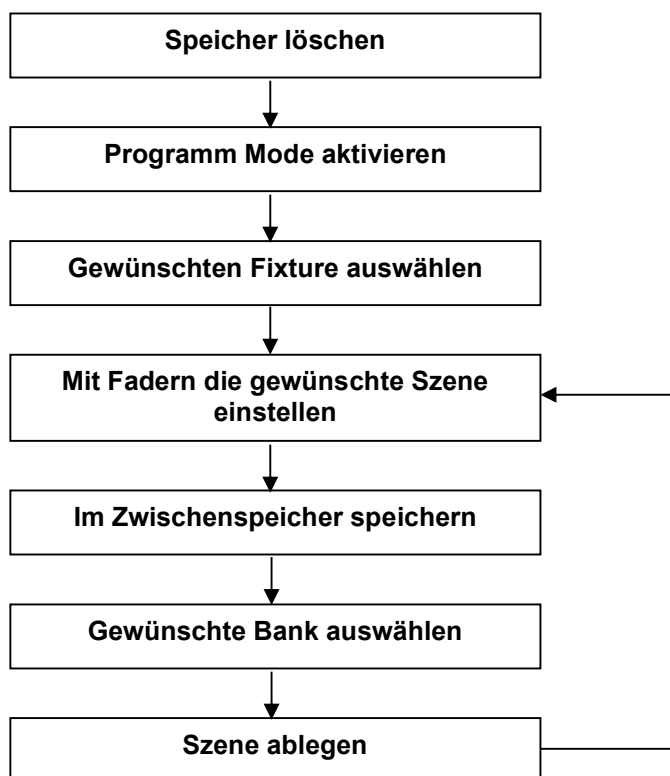 Speicher löschen
Programm Mode aktivieren
Gewünschten Fixture auswählen
Mit Fadern die gewünschte Szene
einstellen
Im Zwischenspeicher speichern
Gewünschte Bank auswählen
Szene ablegen